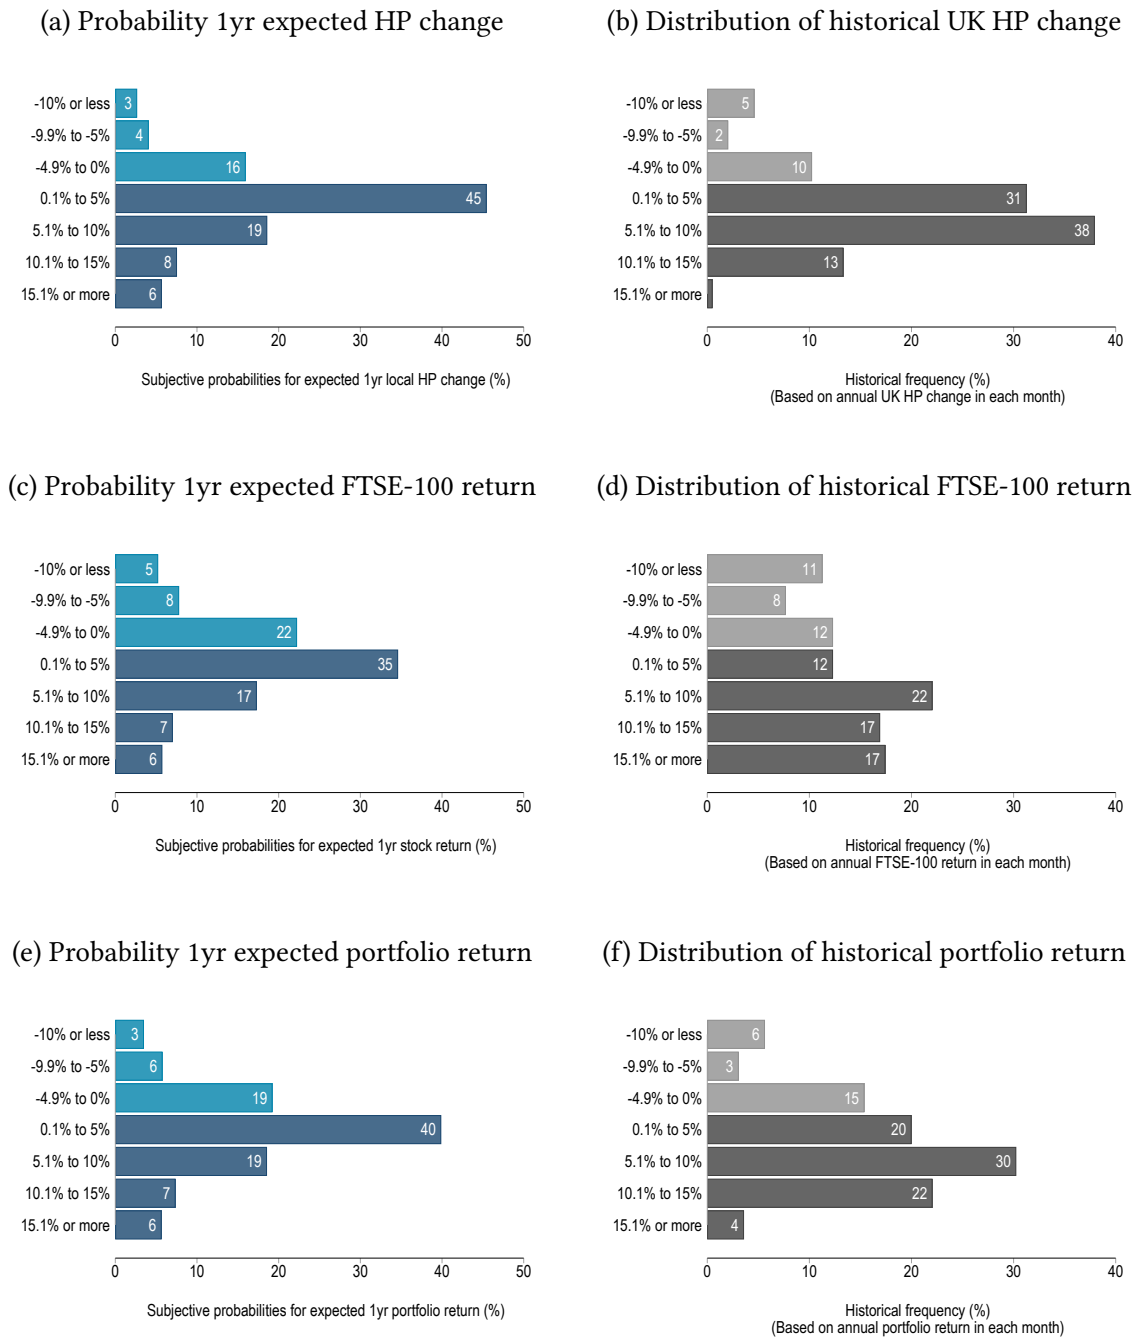 (a) Probability 1yr expected HP change
-10% or less 3
-9.9% to -5% 4
-4.9% to 0% 16
0.1% to 5% 45
5.1% to 10% 19
10.1% to 15% 8
15.1% or more 6
0 10 20 30 40 50
Subjective probabilities for expected 1yr local HP change (%)
(b) Distribution of historical UK HP change
-10% or less 5
-9.9% to -5% 2
-4.9% to 0% 10
0.1% to 5% 31
5.1% to 10% 38
10.1% to 15% 13
15.1% or more
0 10 20 30 40
Historical frequency (%)
(Based on annual UK HP change in each month)
(c) Probability 1yr expected FTSE-100 return
-10% or less 5
-9.9% to -5% 8
-4.9% to 0% 22
0.1% to 5% 35
5.1% to 10% 17
10.1% to 15% 7
15.1% or more 6
0 10 20 30 40 50
Subjective probabilities for expected 1yr stock return (%)
(d) Distribution of historical FTSE-100 return
-10% or less 11
-9.9% to -5% 8
-4.9% to 0% 12
0.1% to 5% 12
5.1% to 10% 22
10.1% to 15% 17
15.1% or more 17
0 10 20 30 40
Historical frequency (%)
(Based on annual FTSE-100 return in each month)
(e) Probability 1yr expected portfolio return
-10% or less 3
-9.9% to -5% 6
-4.9% to 0% 19
0.1% to 5% 40
5.1% to 10% 19
10.1% to 15% 7
15.1% or more 6
0 10 20 30 40 50
Subjective probabilities for expected 1yr portfolio return (%)
(f) Distribution of historical portfolio return
-10% or less 6
-9.9% to -5% 3
-4.9% to 0% 15
0.1% to 5% 20
5.1% to 10% 30
10.1% to 15% 22
15.1% or more 4
0 10 20 30 40
Historical frequency (%)
(Based on annual portfolio return in each month)